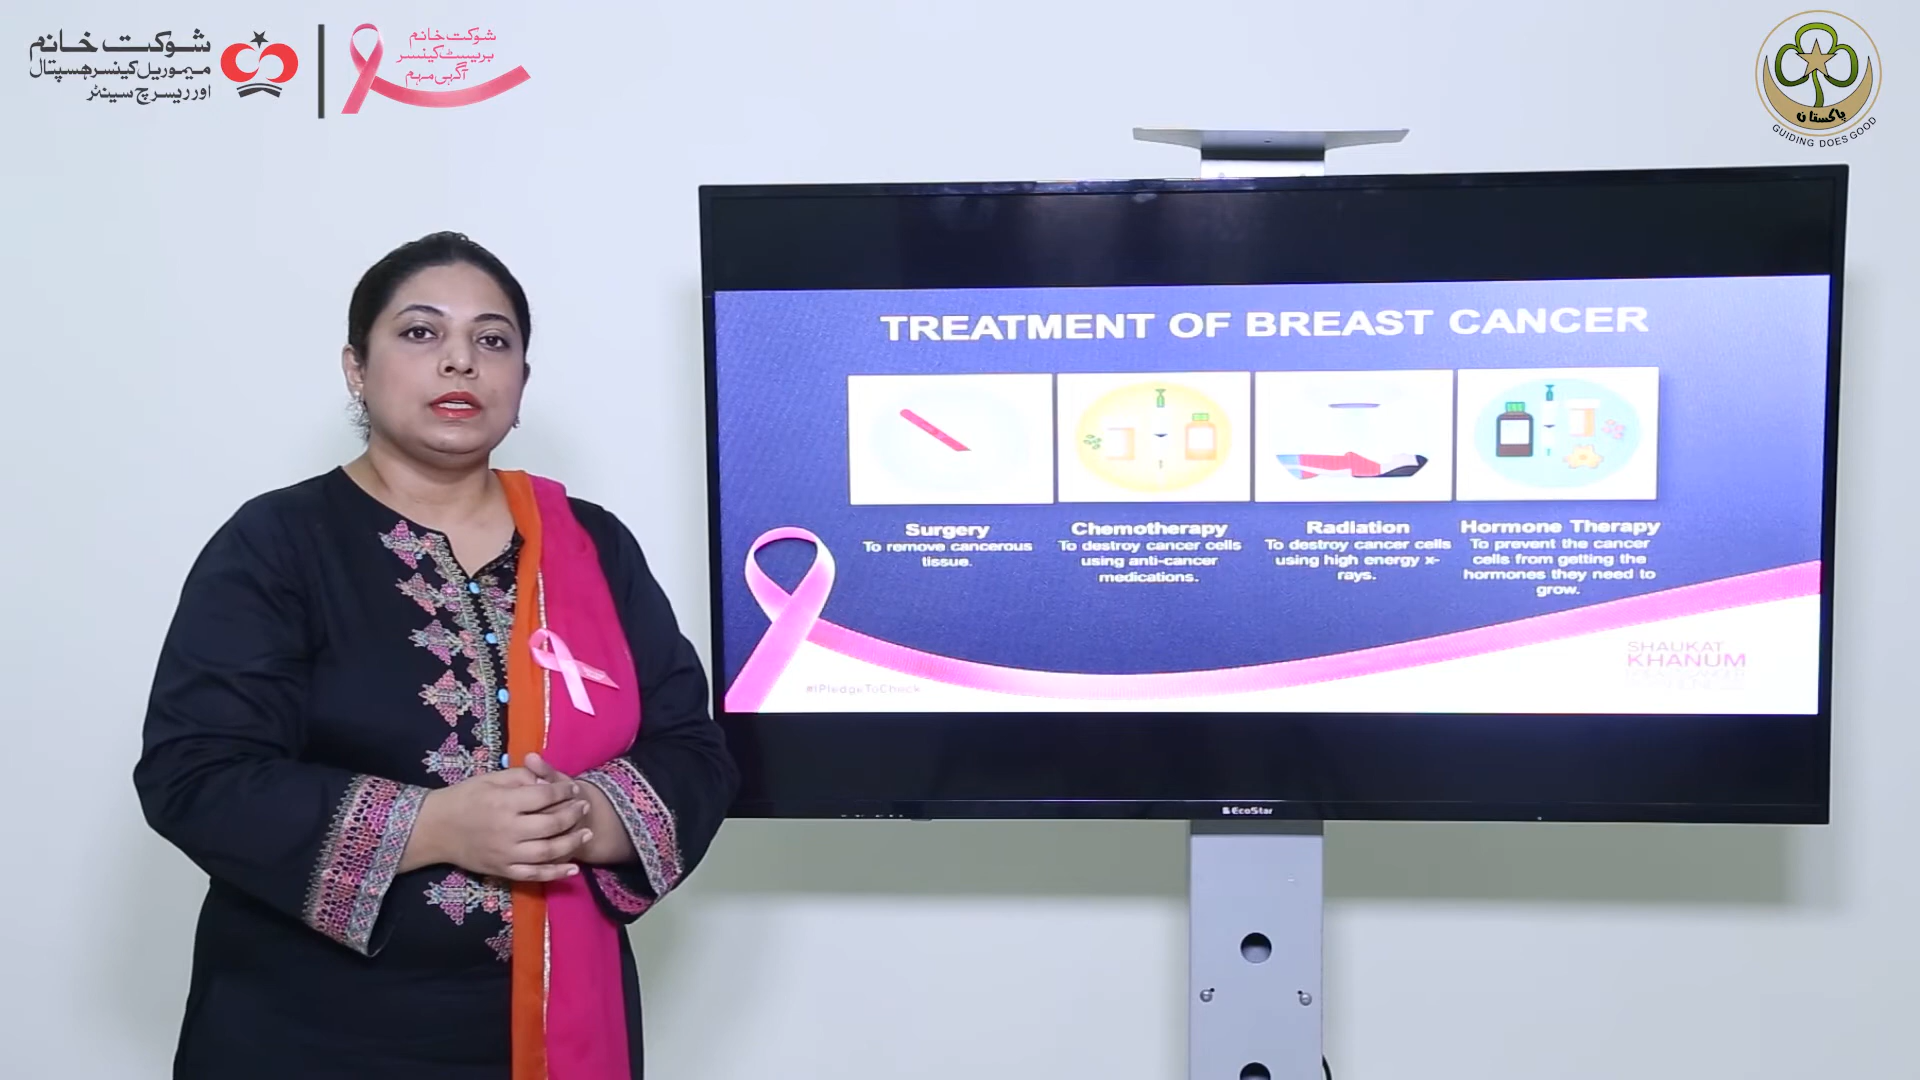 شوکت خانم
میموریل کینسر ہسپتال
اور ریسرچ سینٹر
شوکت خانم
بریسٹ کینسر
آگہی مہم
پاکستان
GUIDING DOES GOOD
TREATMENT OF BREAST CANCER
Surgery
To remove cancerous
tissue.
Chemotherapy
To destroy cancer cells
using anti-cancer
medications.
Radiation
To destroy cancer cells
using high energy x-
rays.
Hormone Therapy
To prevent the cancer
cells from getting the
hormones they need to
grow.
#IPledgeToCheck
SHAUKAT
KHANUM
EcoStar